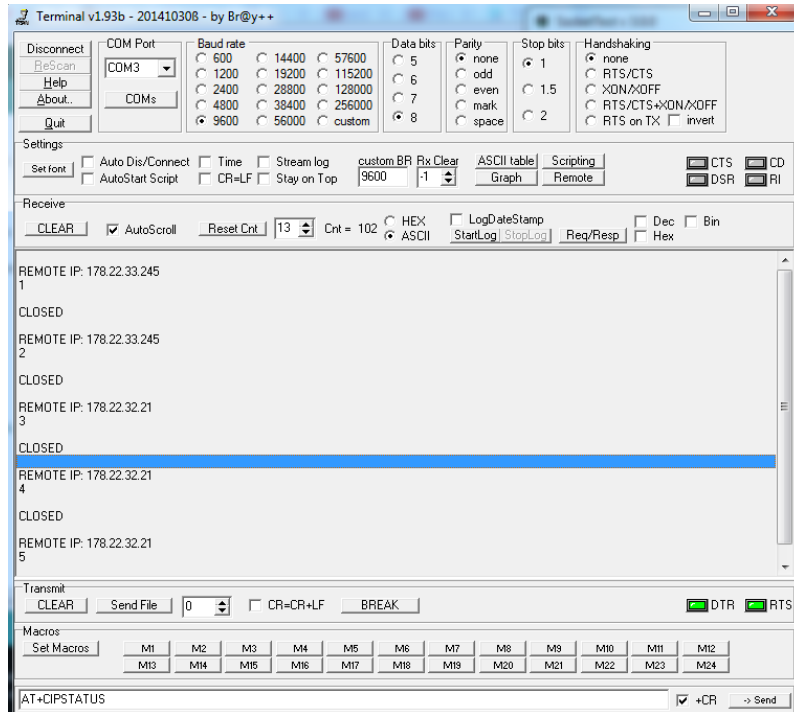 Terminal v1.93b - 20141030ß - by Br@y++
Disconnect
ReScan
Help
About..
Quit
COM Port
COM3
COMs
Baud rate
600 14400 57600
1200 19200 115200
2400 28800 128000
4800 38400 256000
9600 56000 custom
Data bits
5
6
7
8
Parity
none
odd
even
mark
space
Stop bits
1
1.5
2
Handshaking
none
RTS/CTS
XON/XOFF
RTS/CTS+XON/XOFF
RTS on TX invert
Settings
Set font
Auto Dis/Connect Time Stream log
AutoStart Script CR=LF Stay on Top
custom BR Rx Clear
9600 -1
ASCII table Scripting
Graph Remote
CTS CD
DSR RI
Receive
CLEAR AutoScroll Reset Cnt 13 Cnt = 102
HEX
ASCII
LogDateStamp
StartLog StopLog Req/Resp
Dec Bin
Hex
REMOTE IP: 178.22.33.245
1
CLOSED
REMOTE IP: 178.22.33.245
2
CLOSED
REMOTE IP: 178.22.32.21
3
CLOSED
REMOTE IP: 178.22.32.21
4
CLOSED
REMOTE IP: 178.22.32.21
5
Transmit
CLEAR Send File 0 CR=CR+LF BREAK DTR RTS
Macros
Set Macros M1 M2 M3 M4 M5 M6 M7 M8 M9 M10 M11 M12
M13 M14 M15 M16 M17 M18 M19 M20 M21 M22 M23 M24
AT+CIPSTATUS +CR -> Send